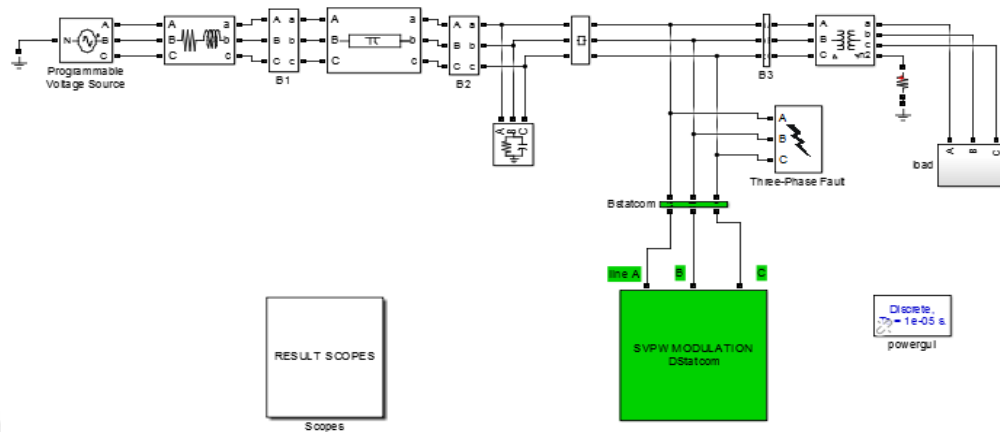 A a
N B b
C c
Programmable
Voltage Source
A a
B b
C c
A a
B b
C c
B1
A a
B b
C c
A a
B b
C c
B2
A B C
B3
A a
B b
C c
n2
A
B
C
Three-Phase Fault
load
A B C
Bstatcom
line A B C
SVPW MODULATION
DStatcom
RESULT SCOPES
Scopes
Discrete,
= 1e-05 s.
powergui